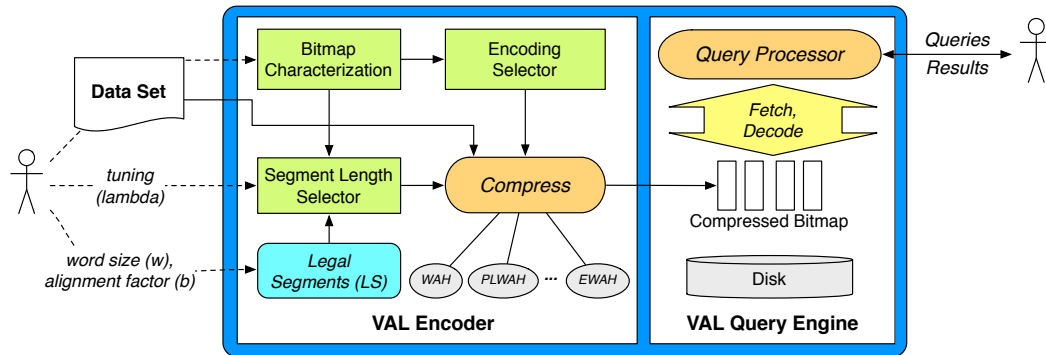 Data Set
tuning
(lambda)
word size (w),
alignment factor (b)
Bitmap
Characterization
Encoding
Selector
Segment Length
Selector
Compress
Legal
Segments (LS)
WAH
PLWAH
...
EWAH
VAL Encoder
Query Processor
Queries
Results
Fetch,
Decode
Compressed Bitmap
Disk
VAL Query Engine